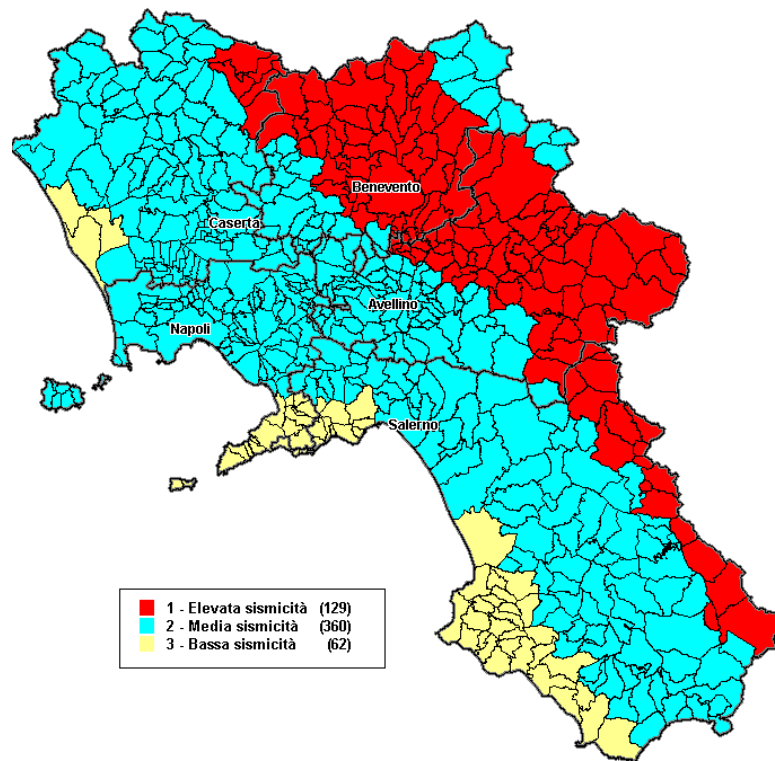 Benevento
Caserta
Avellino
Napoli
Salerno
1 - Elevata sismicità (129)
2 - Media sismicità (360)
3 - Bassa sismicità (62)